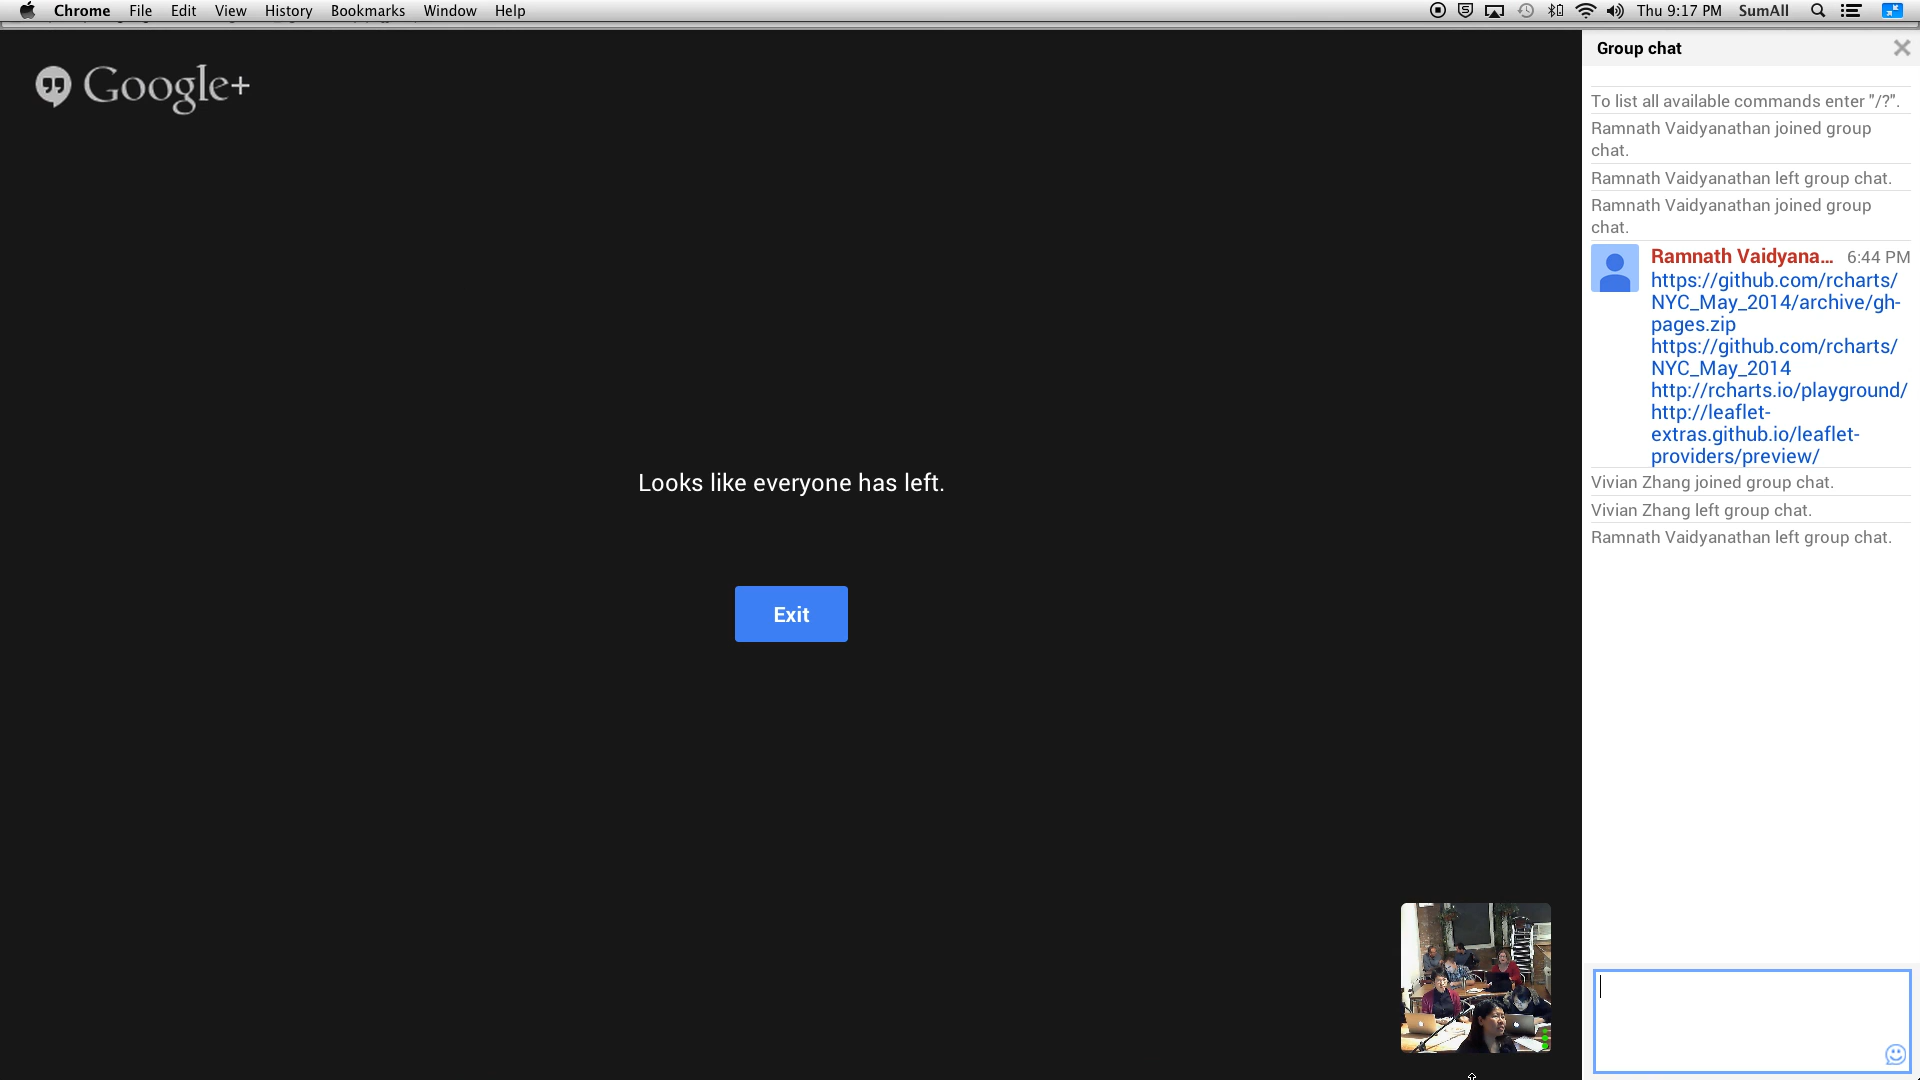 Chrome File Edit View History Bookmarks Window Help Thu 9:17 PM SumAll
Google+
Looks like everyone has left.
Exit
Group chat
To list all available commands enter "/?".
Ramnath Vaidyanathan joined group
chat.
Ramnath Vaidyanathan left group chat.
Ramnath Vaidyanathan joined group
chat.
Ramnath Vaidyana... 6:44 PM
https://github.com/rcharts/
NYC_May_2014/archive/gh-
pages.zip
https://github.com/rcharts/
NYC_May_2014
http://rcharts.io/playground/
http://leaflet-
extras.github.io/leaflet-
providers/preview/
Vivian Zhang joined group chat.
Vivian Zhang left group chat.
Ramnath Vaidyanathan left group chat.